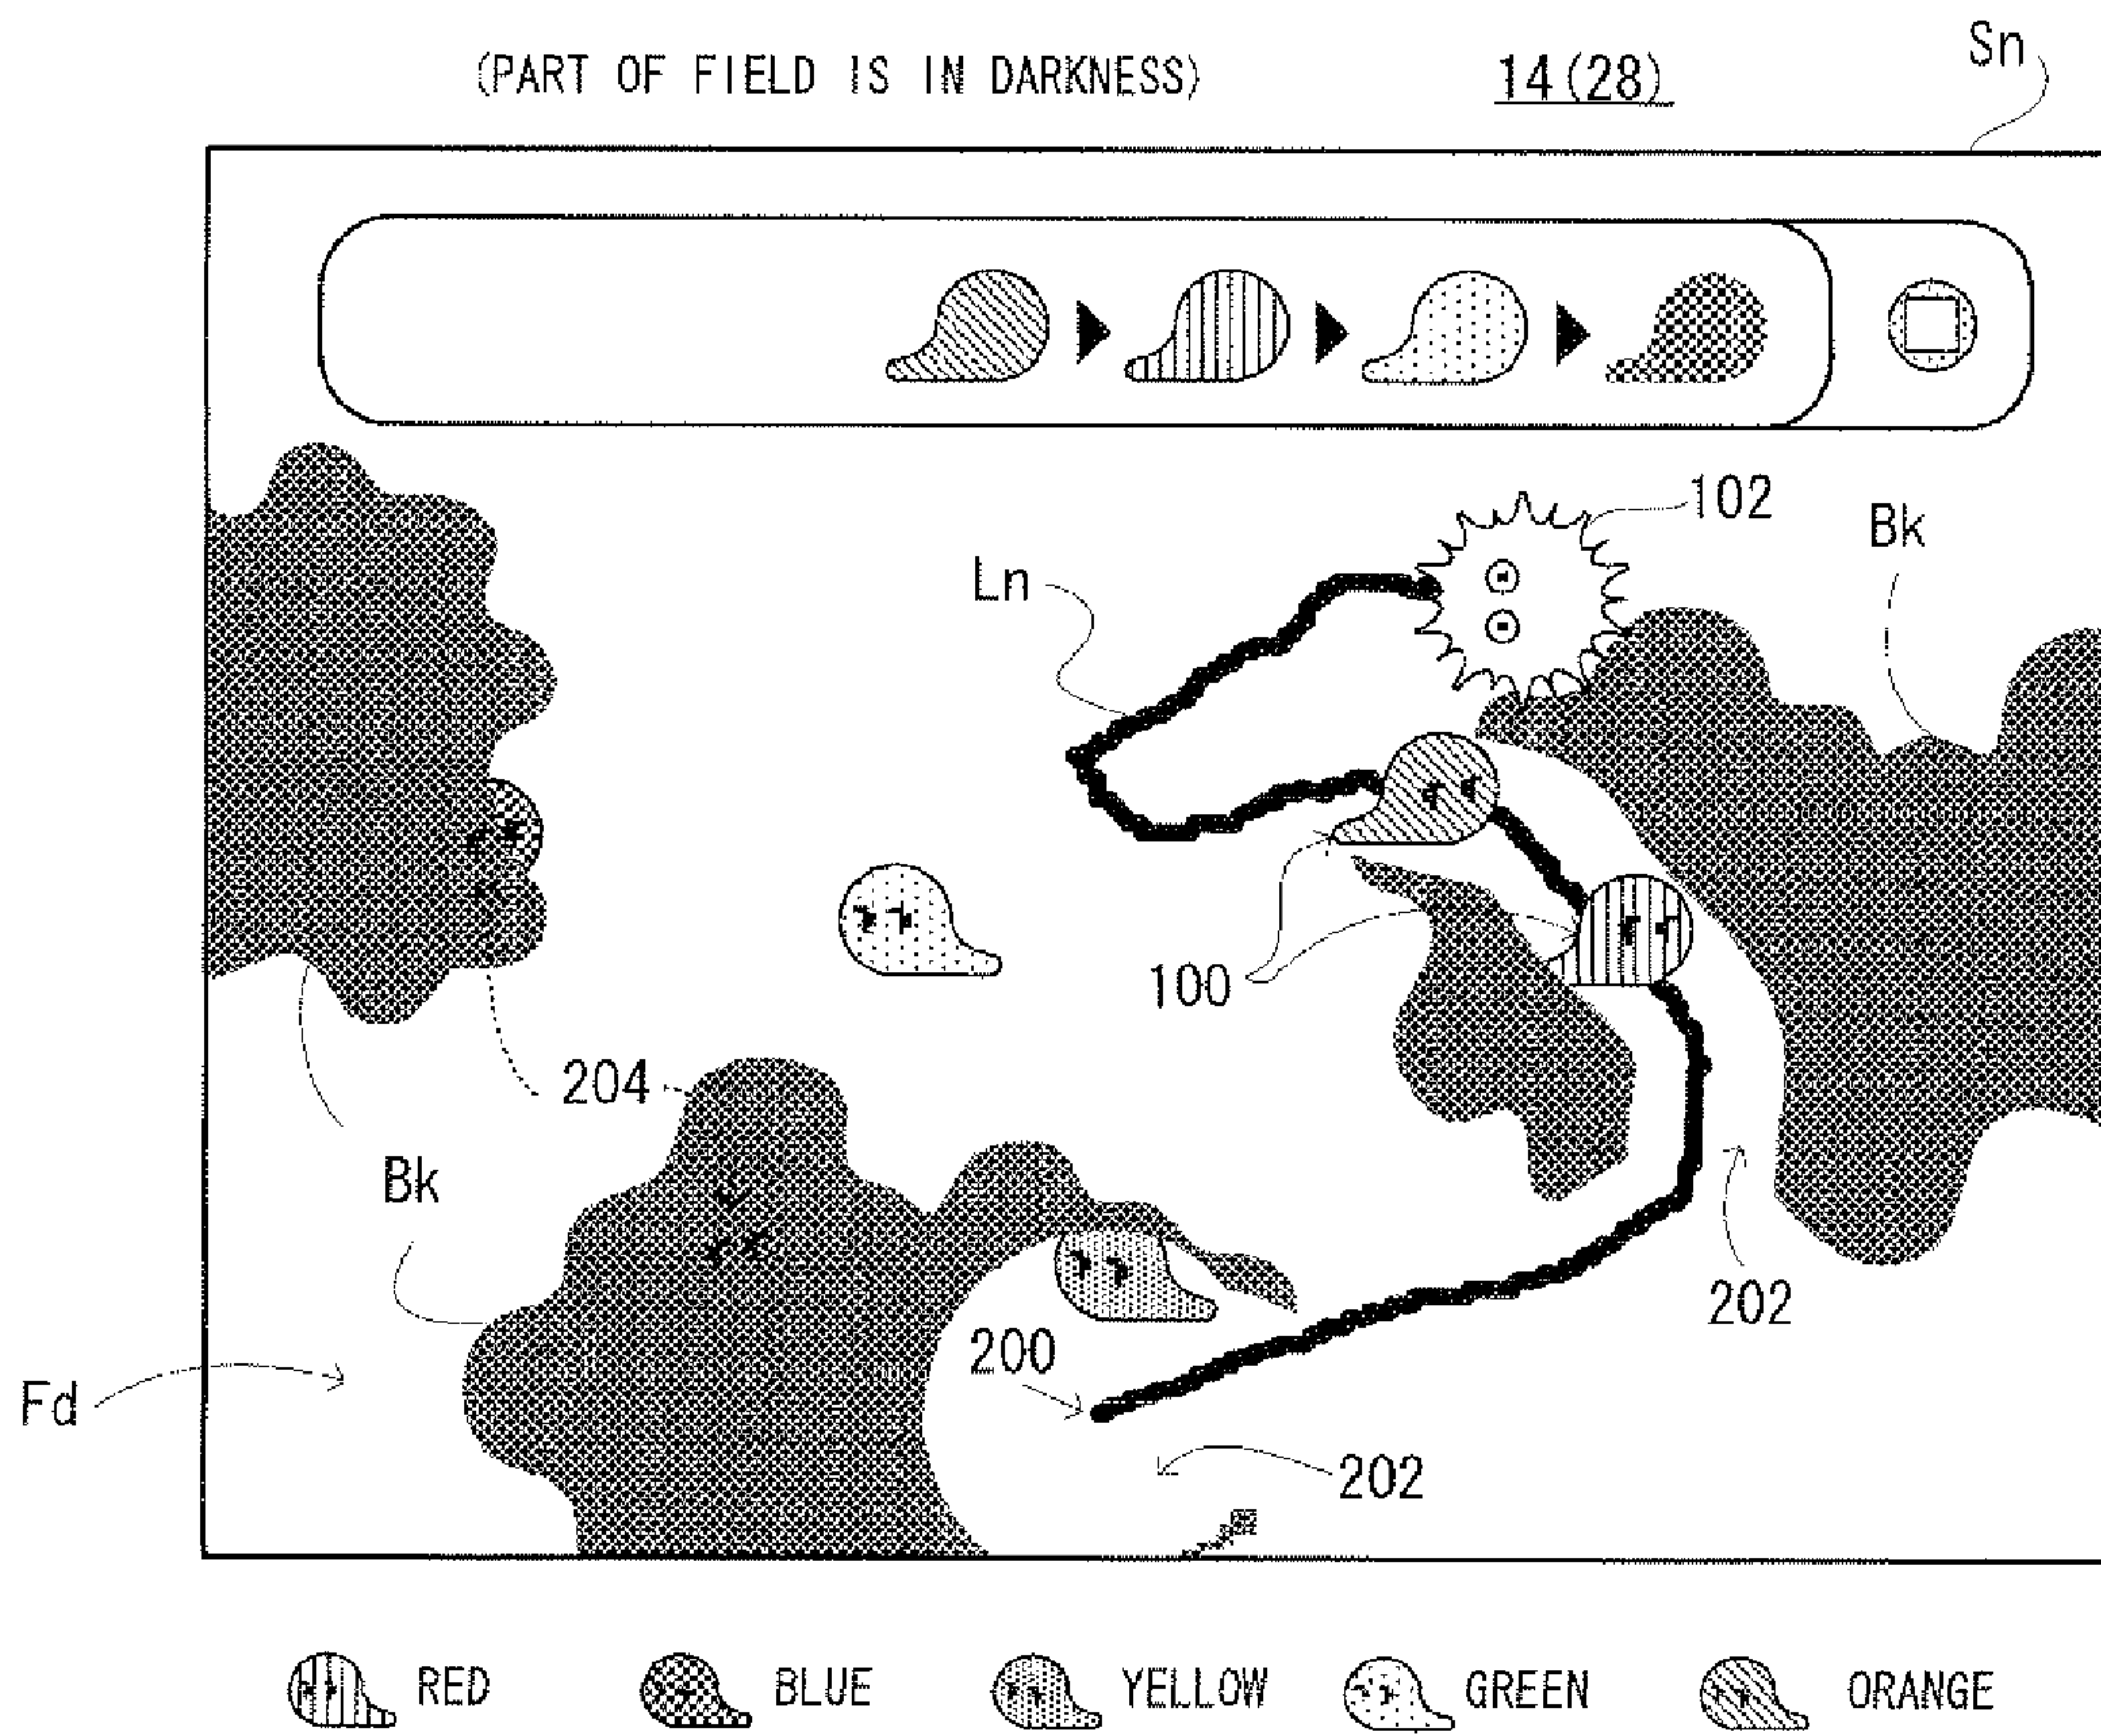 (PART OF FIELD IS IN DARKNESS) 14(28) Sn
102
Bk
Ln
100
204
Bk
202
200
Fd
202
RED BLUE YELLOW GREEN ORANGE